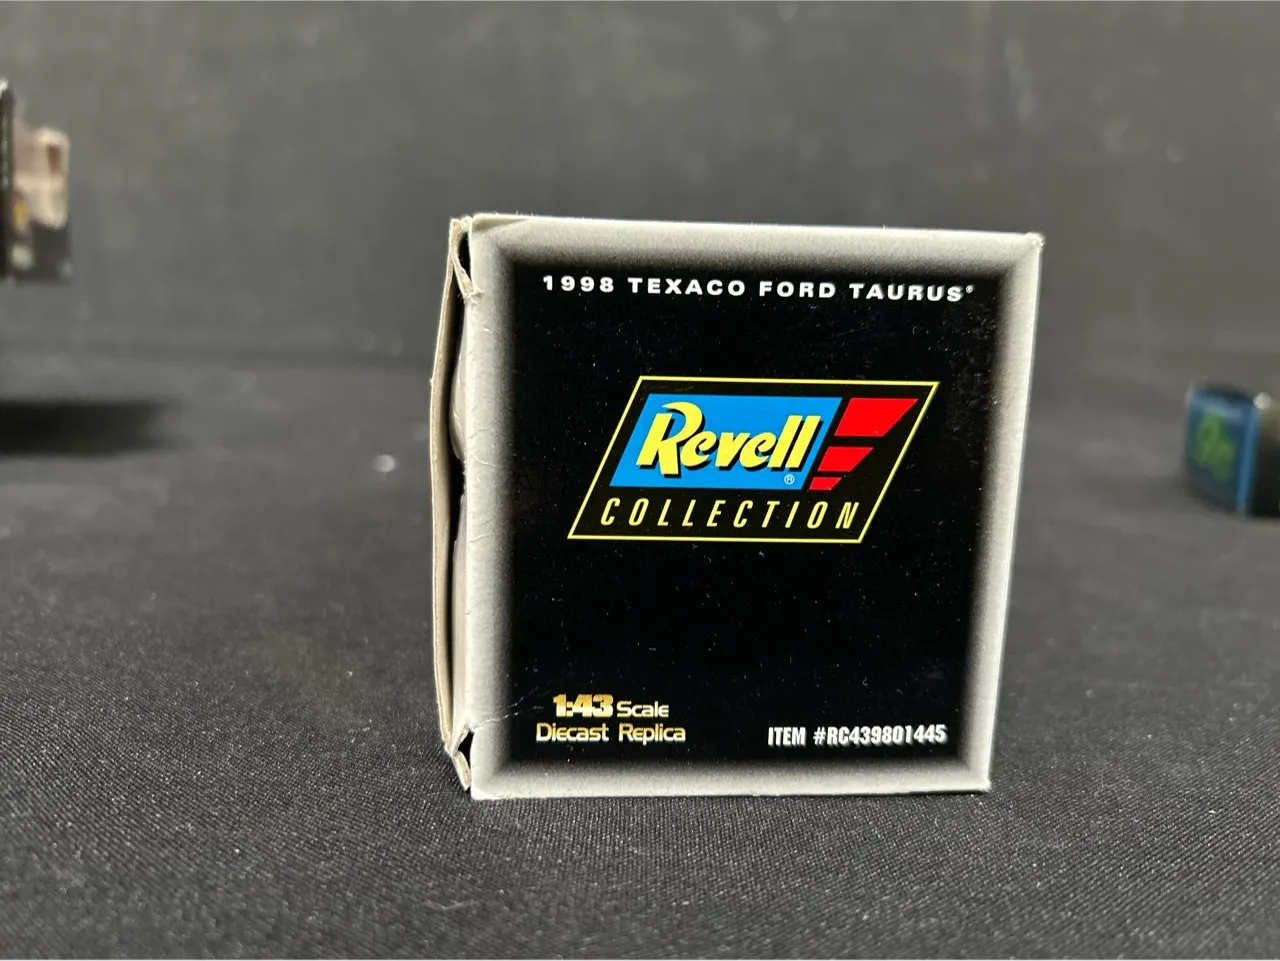 1998 TEXACO FORD TAURUS®
Revell®
COLLECTION
1:43 Scale
Diecast Replica
ITEM #RC439801445